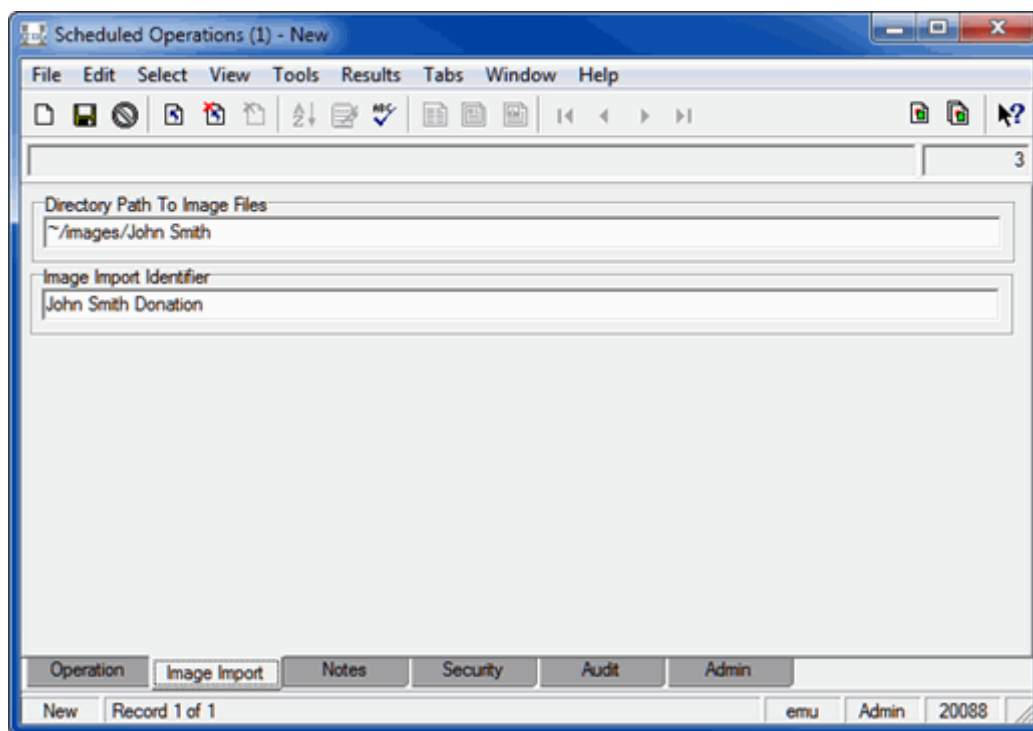 Scheduled Operations (1) - New
File Edit Select View Tools Results Tabs Window Help
3
Directory Path To Image Files
~/images/John Smith
Image Import Identifier
John Smith Donation
Operation Image Import Notes Security Audit Admin
New Record 1 of 1 emu Admin 20088